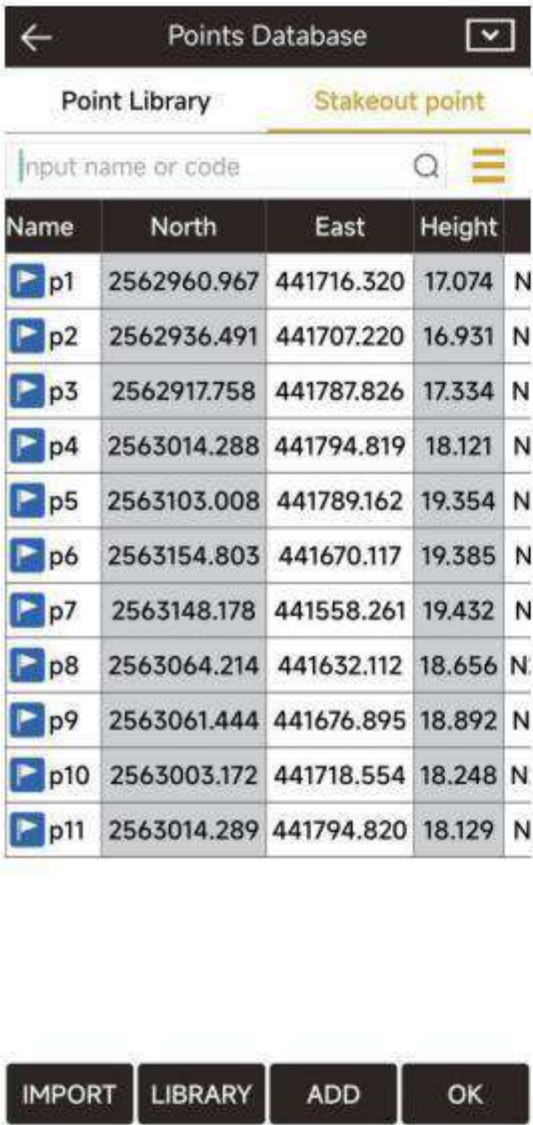 Points Database
Point Library Stakeout point
Input name or code
Name North East Height
p1 2562960.967 441716.320 17.074 N
p2 2562936.491 441707.220 16.931 N
p3 2562917.758 441787.826 17.334 N
p4 2563014.288 441794.819 18.121 N
p5 2563103.008 441789.162 19.354 N
p6 2563154.803 441670.117 19.385 N
p7 2563148.178 441558.261 19.432 N
p8 2563064.214 441632.112 18.656 N
p9 2563061.444 441676.895 18.892 N
p10 2563003.172 441718.554 18.248 N
p11 2563014.289 441794.820 18.129 N
IMPORT LIBRARY ADD OK